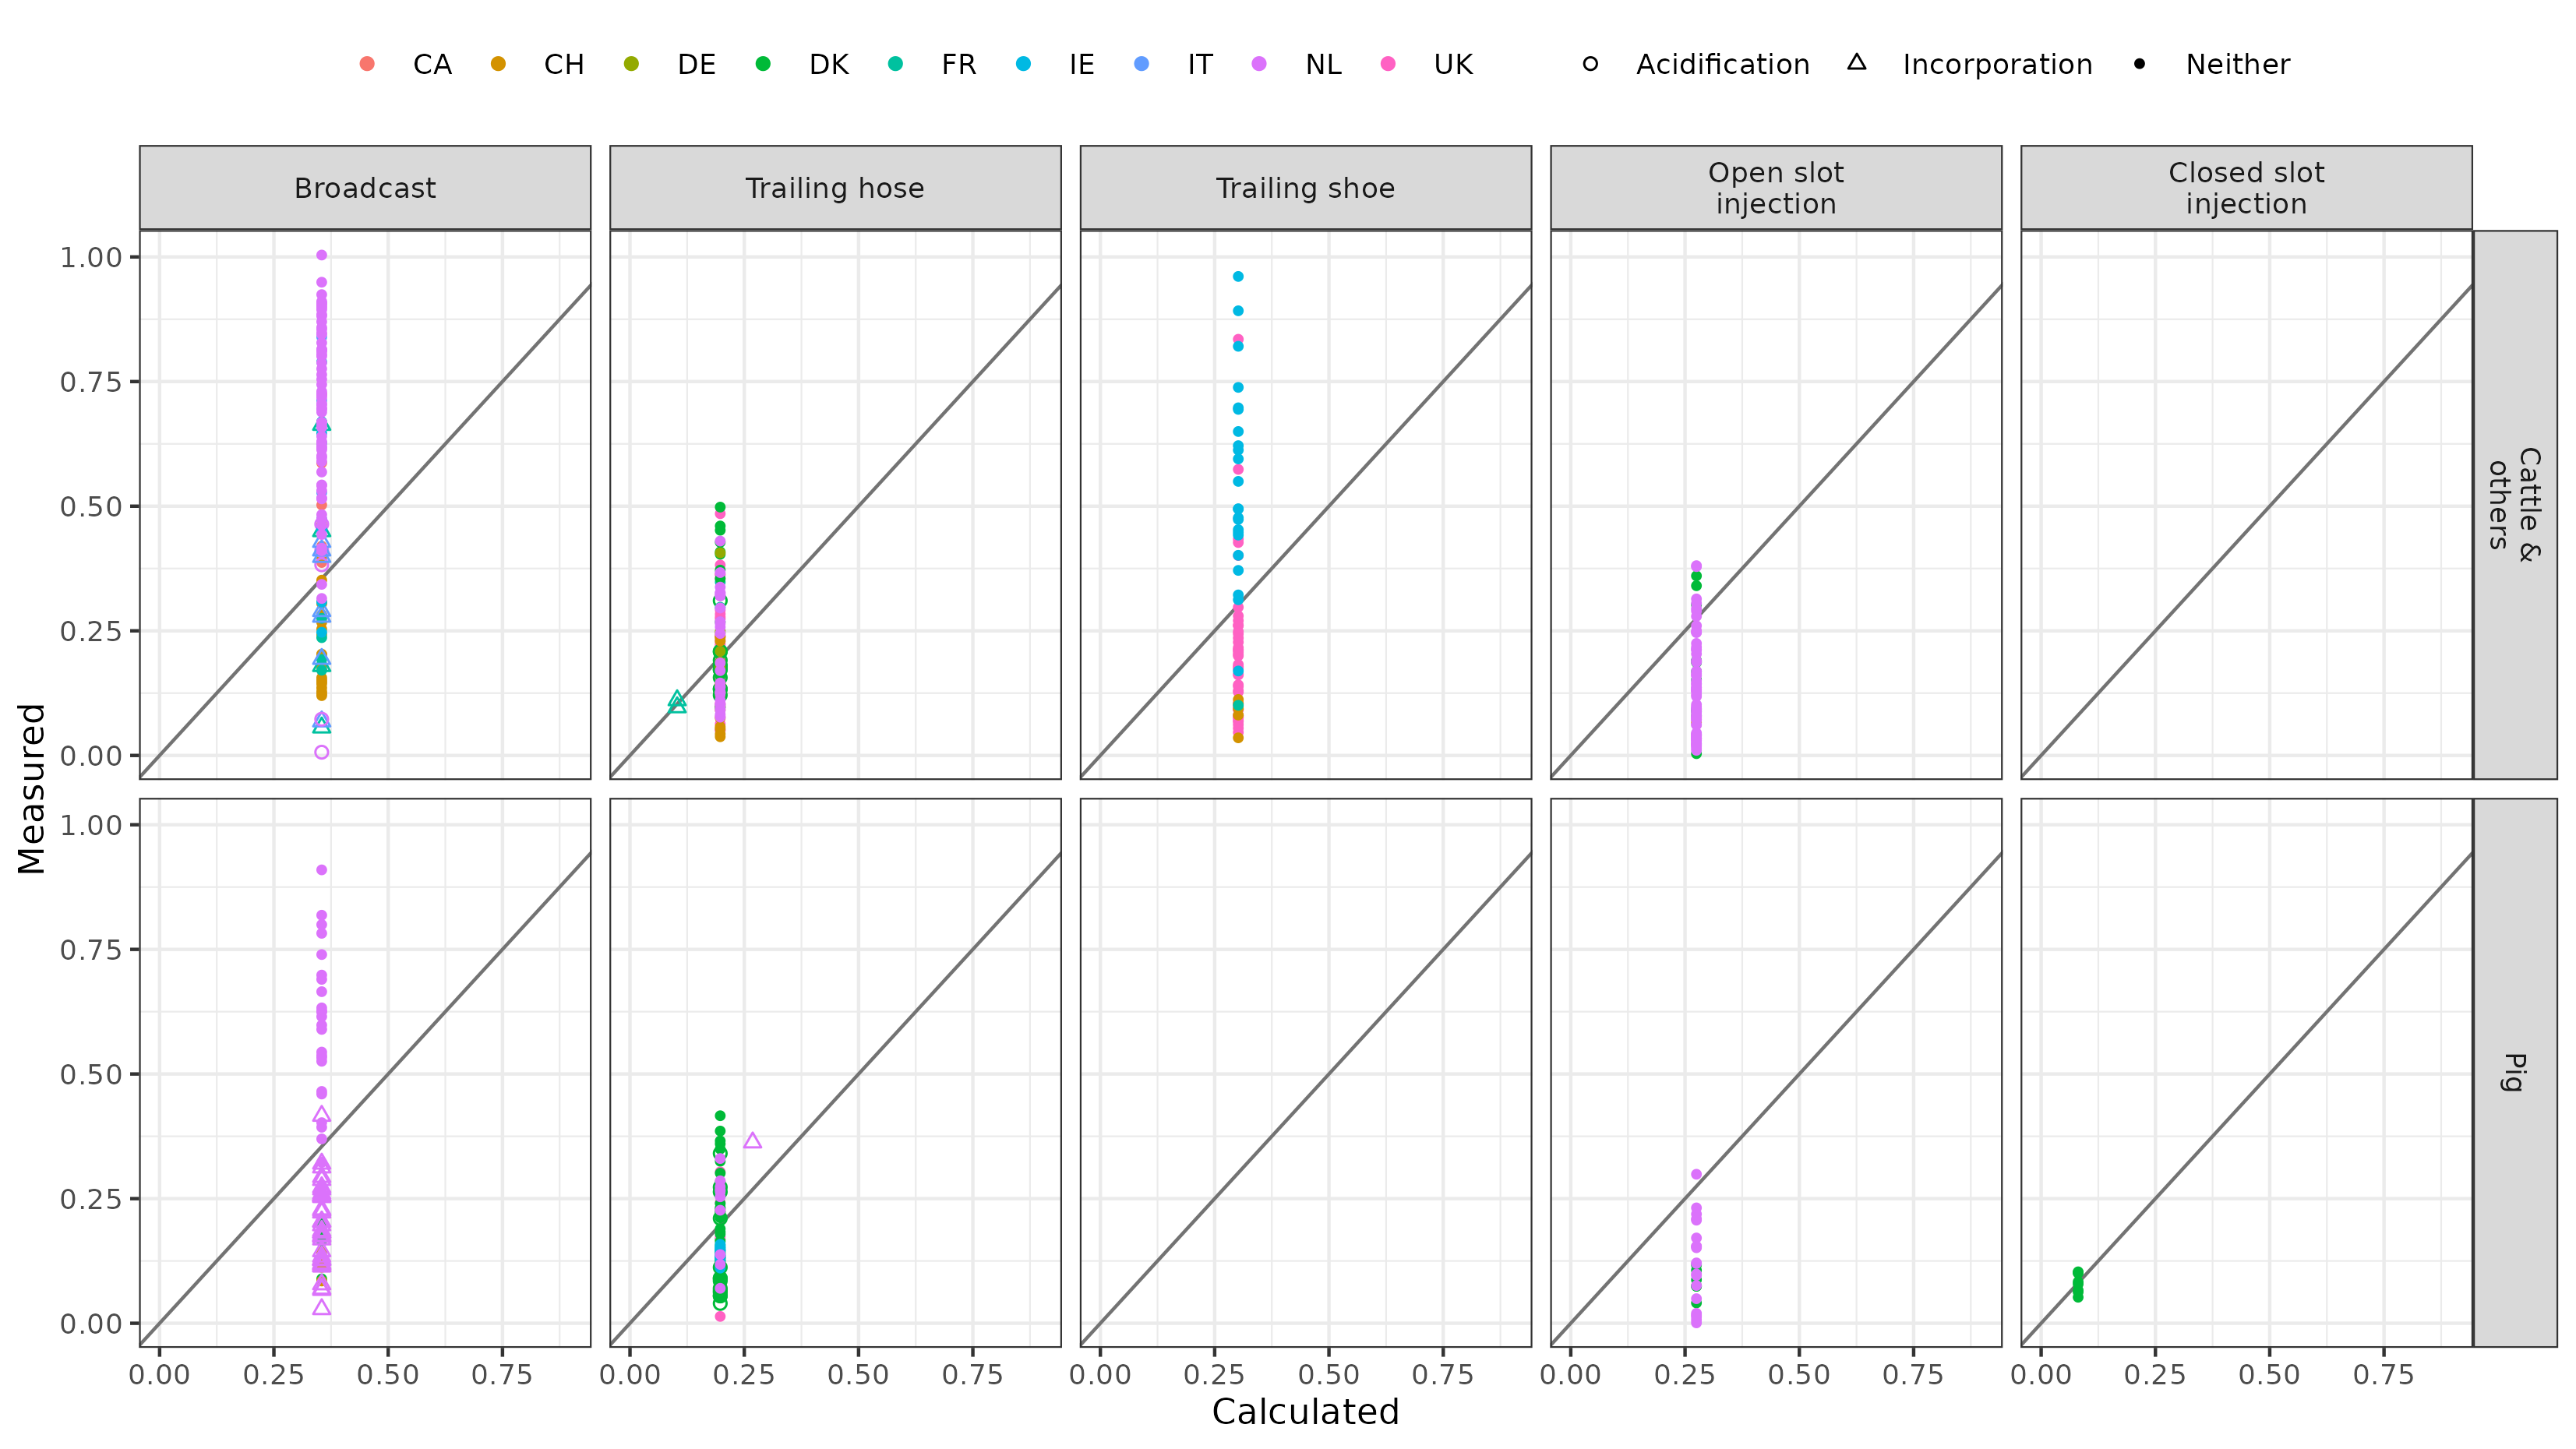 CA CH DE DK FR IE IT NL UK Acidification Incorporation Neither
Broadcast
Trailing hose
Trailing shoe
Open slot
injection
Closed slot
injection
1.00
0.75
0.50
0.25
0.00
Cattle &
others
1.00
0.75
0.50
0.25
0.00
Pig
Measured
0.00 0.25 0.50 0.75
0.00 0.25 0.50 0.75
0.00 0.25 0.50 0.75
0.00 0.25 0.50 0.75
0.00 0.25 0.50 0.75
Calculated